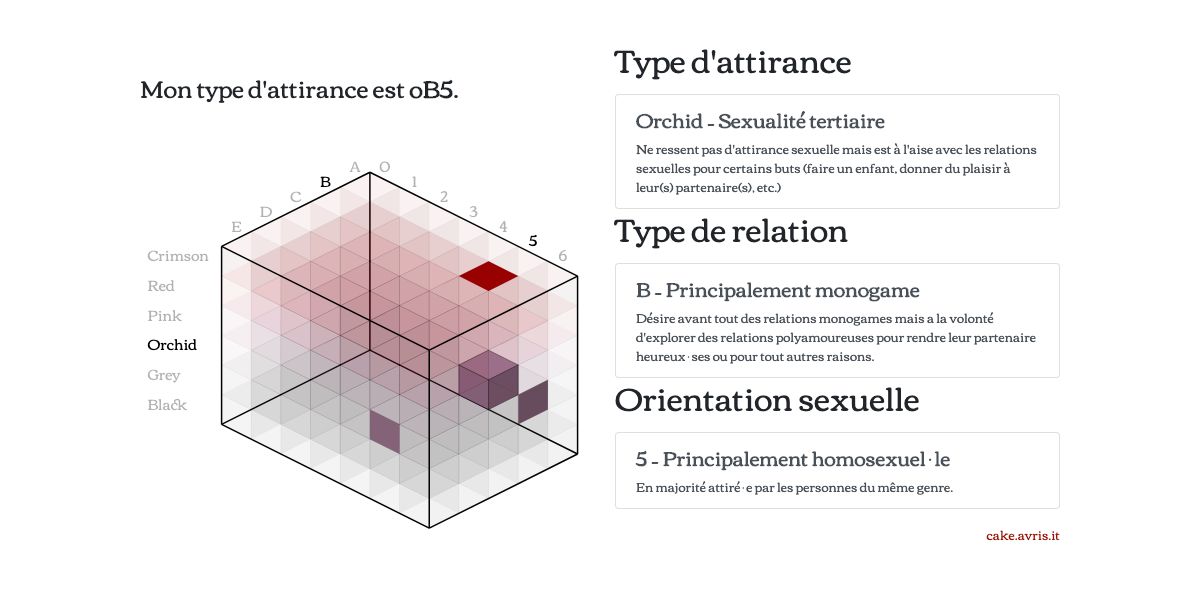 Mon type d'attirance est oB5.
A O
B 1
C 2
D 3
E 4
5
6
Crimson
Red
Pink
Orchid
Grey
Black
Type d'attirance
Orchid - Sexualité tertiaire
Ne ressent pas d'attirance sexuelle mais est à l'aise avec les relations
sexuelles pour certains buts (faire un enfant, donner du plaisir à
leur(s) partenaire(s), etc.)
Type de relation
B - Principalement monogame
Désire avant tout des relations monogames mais a la volonté
d'explorer des relations polyamoureuses pour rendre leur partenaire
heureux·ses ou pour tout autres raisons.
Orientation sexuelle
5 - Principalement homosexuel·le
En majorité attiré·e par les personnes du même genre.
cake.avris.it